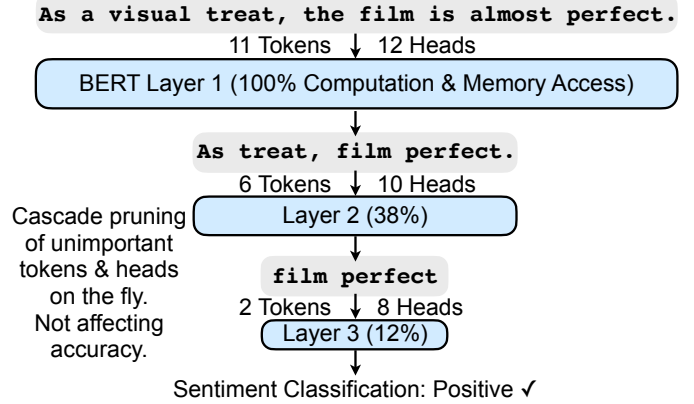 As a visual treat, the film is almost perfect.
11 Tokens 12 Heads
BERT Layer 1 (100% Computation & Memory Access)
As treat, film perfect.
6 Tokens 10 Heads
Layer 2 (38%)
Cascade pruning
of unimportant
tokens & heads
on the fly.
Not affecting
accuracy.
film perfect
2 Tokens 8 Heads
Layer 3 (12%)
Sentiment Classification: Positive ✓